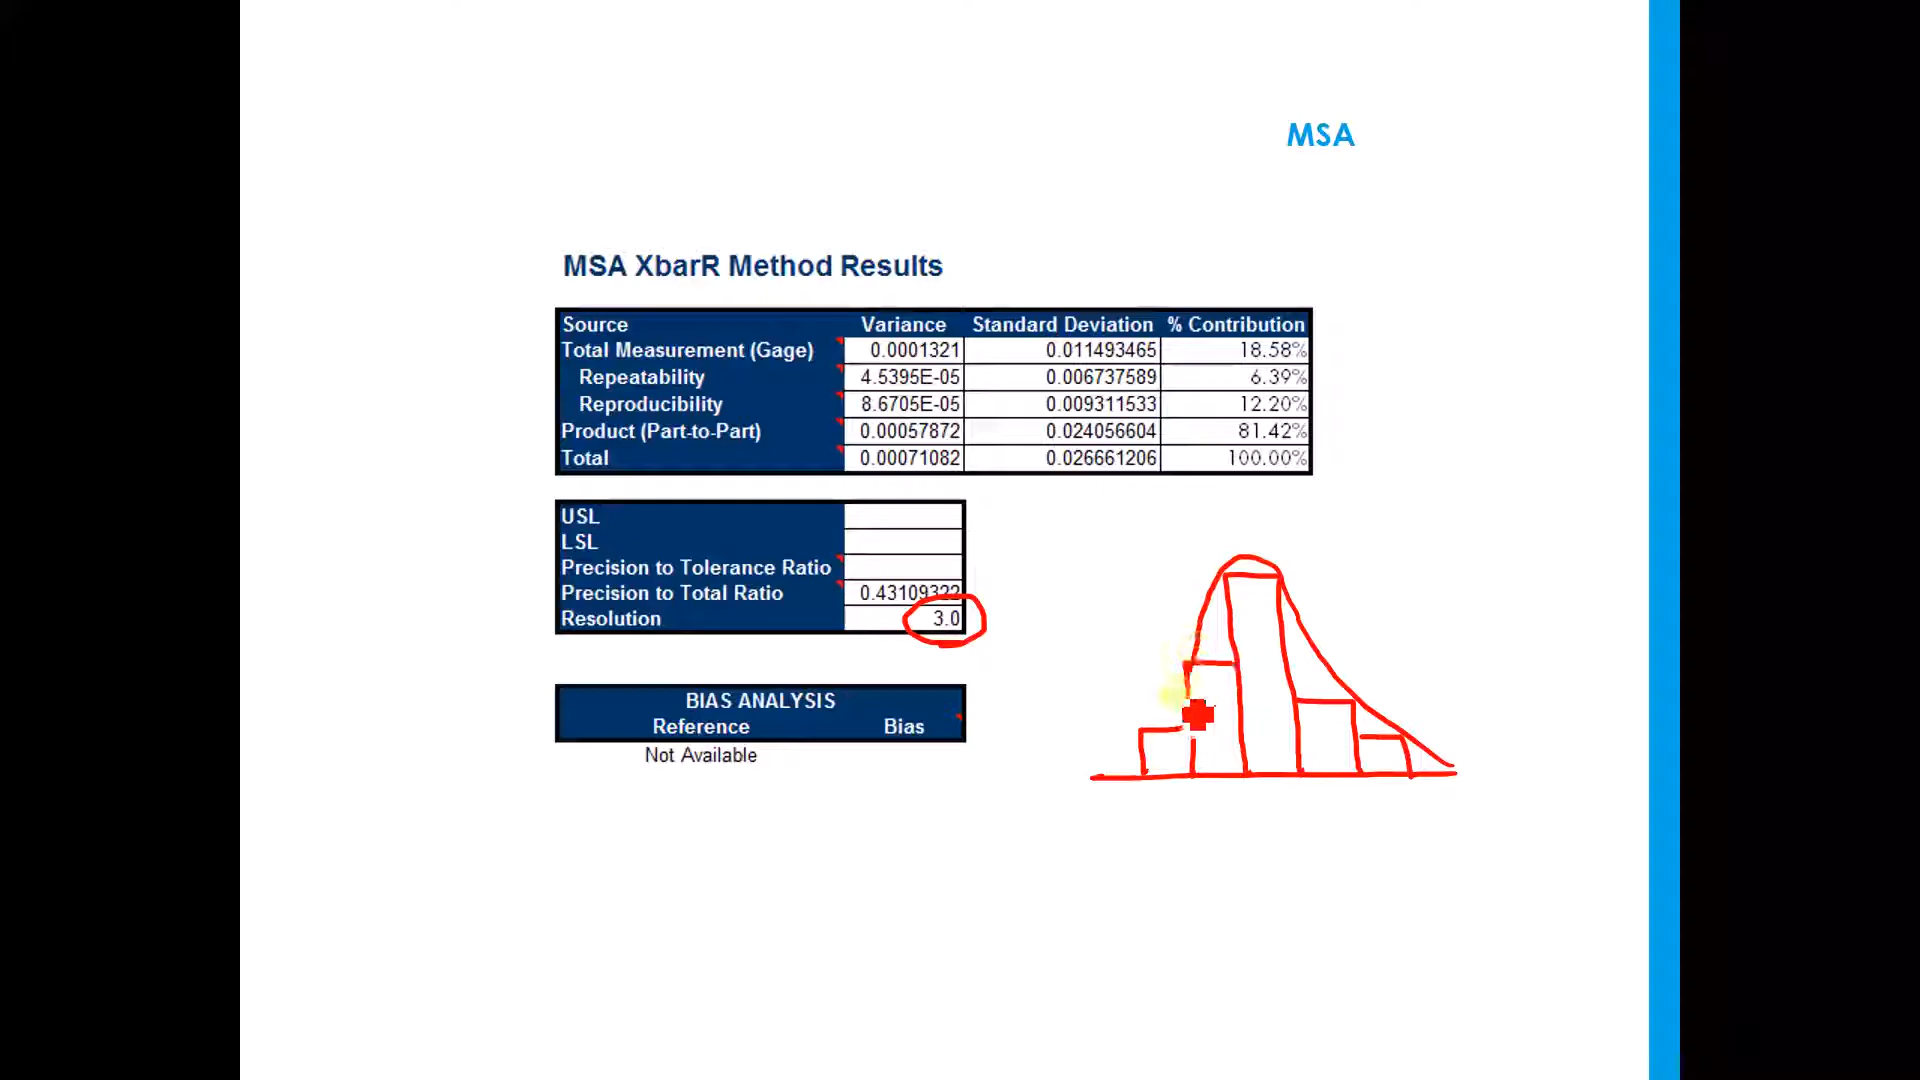 MSA
MSA XbarR Method Results
Source Variance Standard Deviation % Contribution
Total Measurement (Gage) 0.0001321 0.011493465 18.58%
Repeatability 4.5395E-05 0.006737589 6.39%
Reproducibility 8.6705E-05 0.009311533 12.20%
Product (Part-to-Part) 0.00057872 0.024056604 81.42%
Total 0.00071082 0.026661206 100.00%
USL
LSL
Precision to Tolerance Ratio
Precision to Total Ratio 0.43109322
Resolution 3.0
BIAS ANALYSIS
Reference Bias
Not Available